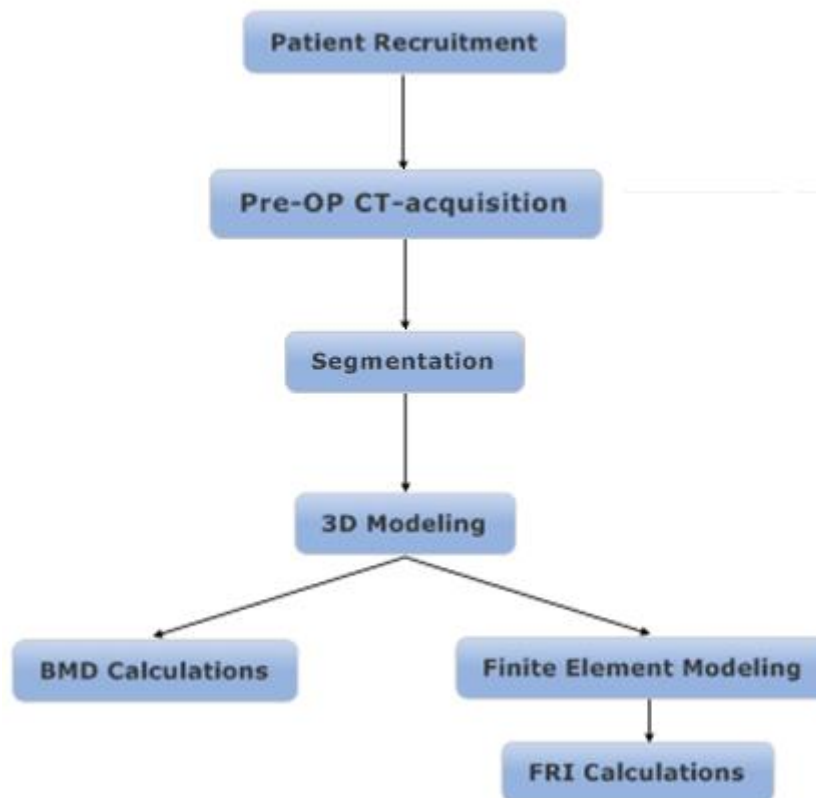 Patient Recruitment
Pre-OP CT-acquisition
Segmentation
3D Modeling
BMD Calculations
Finite Element Modeling
FRI Calculations